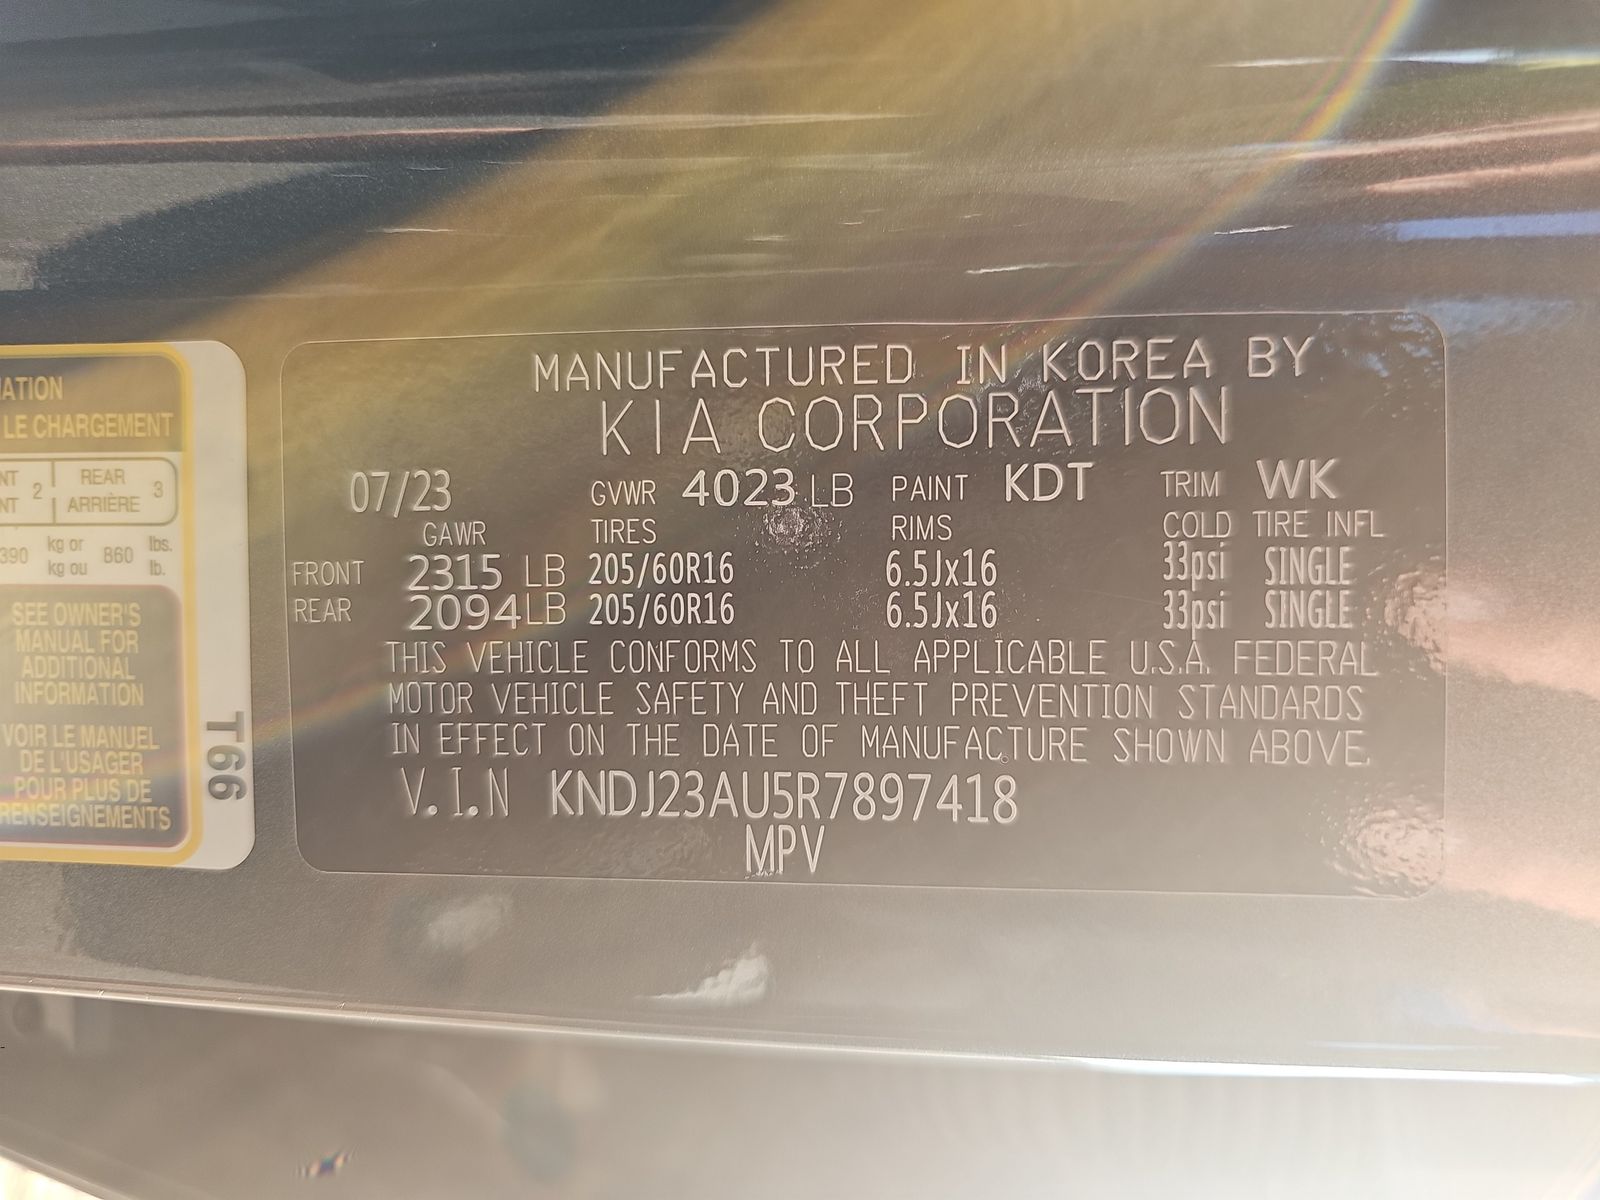 MANUFACTURED IN KOREA BY
KIA CORPORATION
07/23 GVWR 4023 LB PAINT KDT TRIM WK
GAWR TIRES RIMS COLD TIRE INFL
FRONT 2315 LB 205/60R16 6.5Jx16 33psi SINGLE
REAR 2094 LB 205/60R16 6.5Jx16 33psi SINGLE
THIS VEHICLE CONFORMS TO ALL APPLICABLE U.S.A. FEDERAL
MOTOR VEHICLE SAFETY AND THEFT PREVENTION STANDARDS
IN EFFECT ON THE DATE OF MANUFACTURE SHOWN ABOVE.
V.I.N KNDJ23AU5R7897418
MPV
LE CHARGEMENT
2 REAR 3
ARRIÈRE
390 kg or 860 lbs.
kg ou lb.
SEE OWNER'S
MANUAL FOR
ADDITIONAL
INFORMATION
VOIR LE MANUEL
DE L'USAGER
POUR PLUS DE
RENSEIGNEMENTS
T66